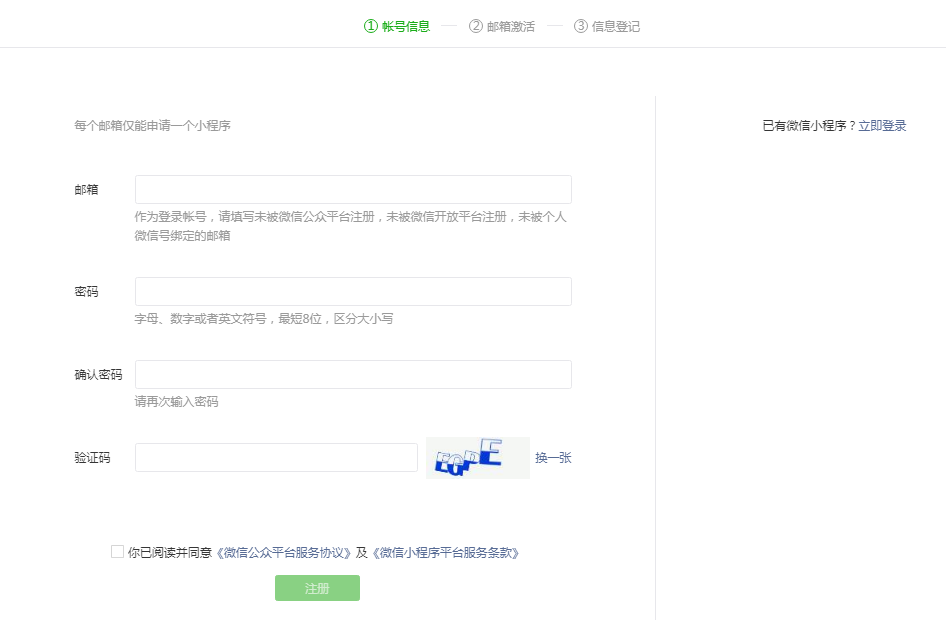 ① 帐号信息 — ② 邮箱激活 — ③ 信息登记
每个邮箱仅能申请一个小程序
已有微信小程序？立即登录
邮箱
作为登录帐号，请填写未被微信公众平台注册，未被微信开放平台注册，未被个人
微信号绑定的邮箱
密码
字母、数字或者英文符号，最短8位，区分大小写
确认密码
请再次输入密码
验证码
换一张
你已阅读并同意《微信公众平台服务协议》及《微信小程序平台服务条款》
注册